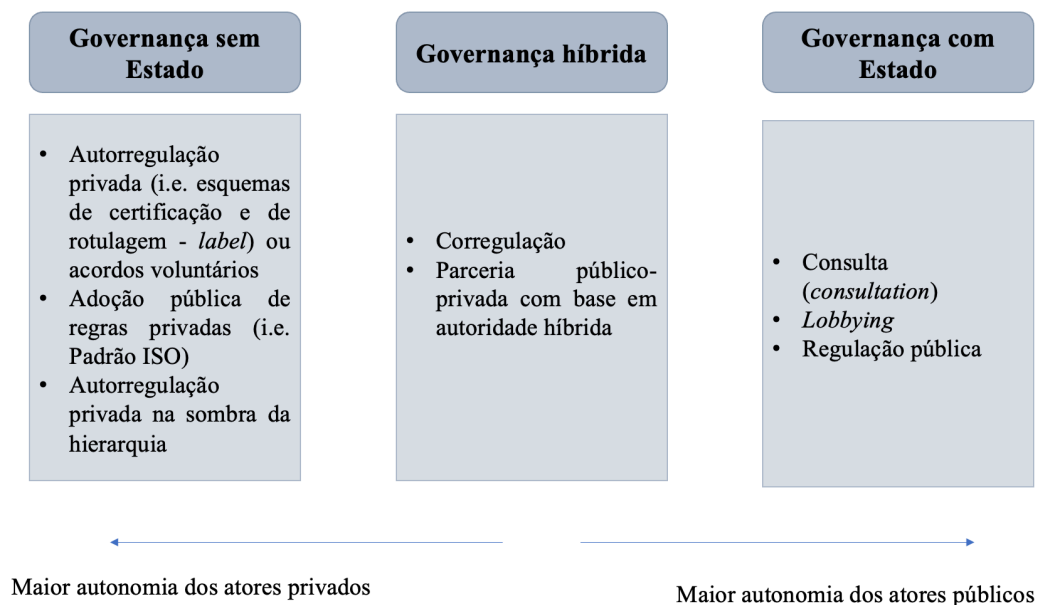 Governança sem
Estado
Governança híbrida
Governança com
Estado
• Autorregulação
privada (i.e. esquemas
de certificação e de
rotulagem - label) ou
acordos voluntários
• Adoção pública de
regras privadas (i.e.
Padrão ISO)
• Autorregulação
privada na sombra da
hierarquia
• Corregulação
• Parceria público-
privada com base em
autoridade híbrida
• Consulta
(consultation)
• Lobbying
• Regulação pública
Maior autonomia dos atores privados
Maior autonomia dos atores públicos